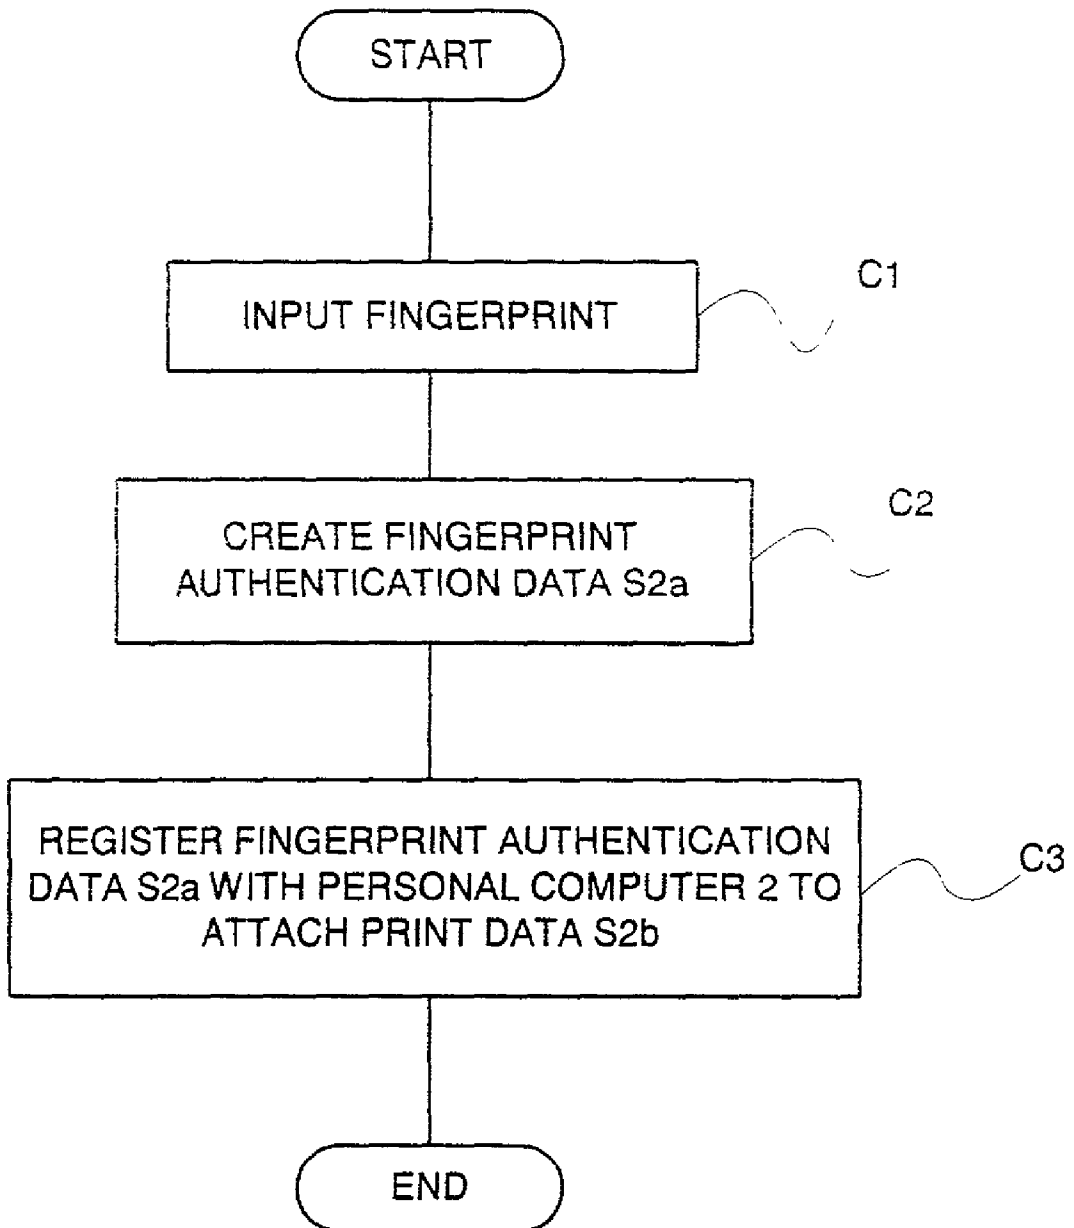 START
INPUT FINGERPRINT
C1
CREATE FINGERPRINT
AUTHENTICATION DATA S2a
C2
REGISTER FINGERPRINT AUTHENTICATION
DATA S2a WITH PERSONAL COMPUTER 2 TO
ATTACH PRINT DATA S2b
C3
END